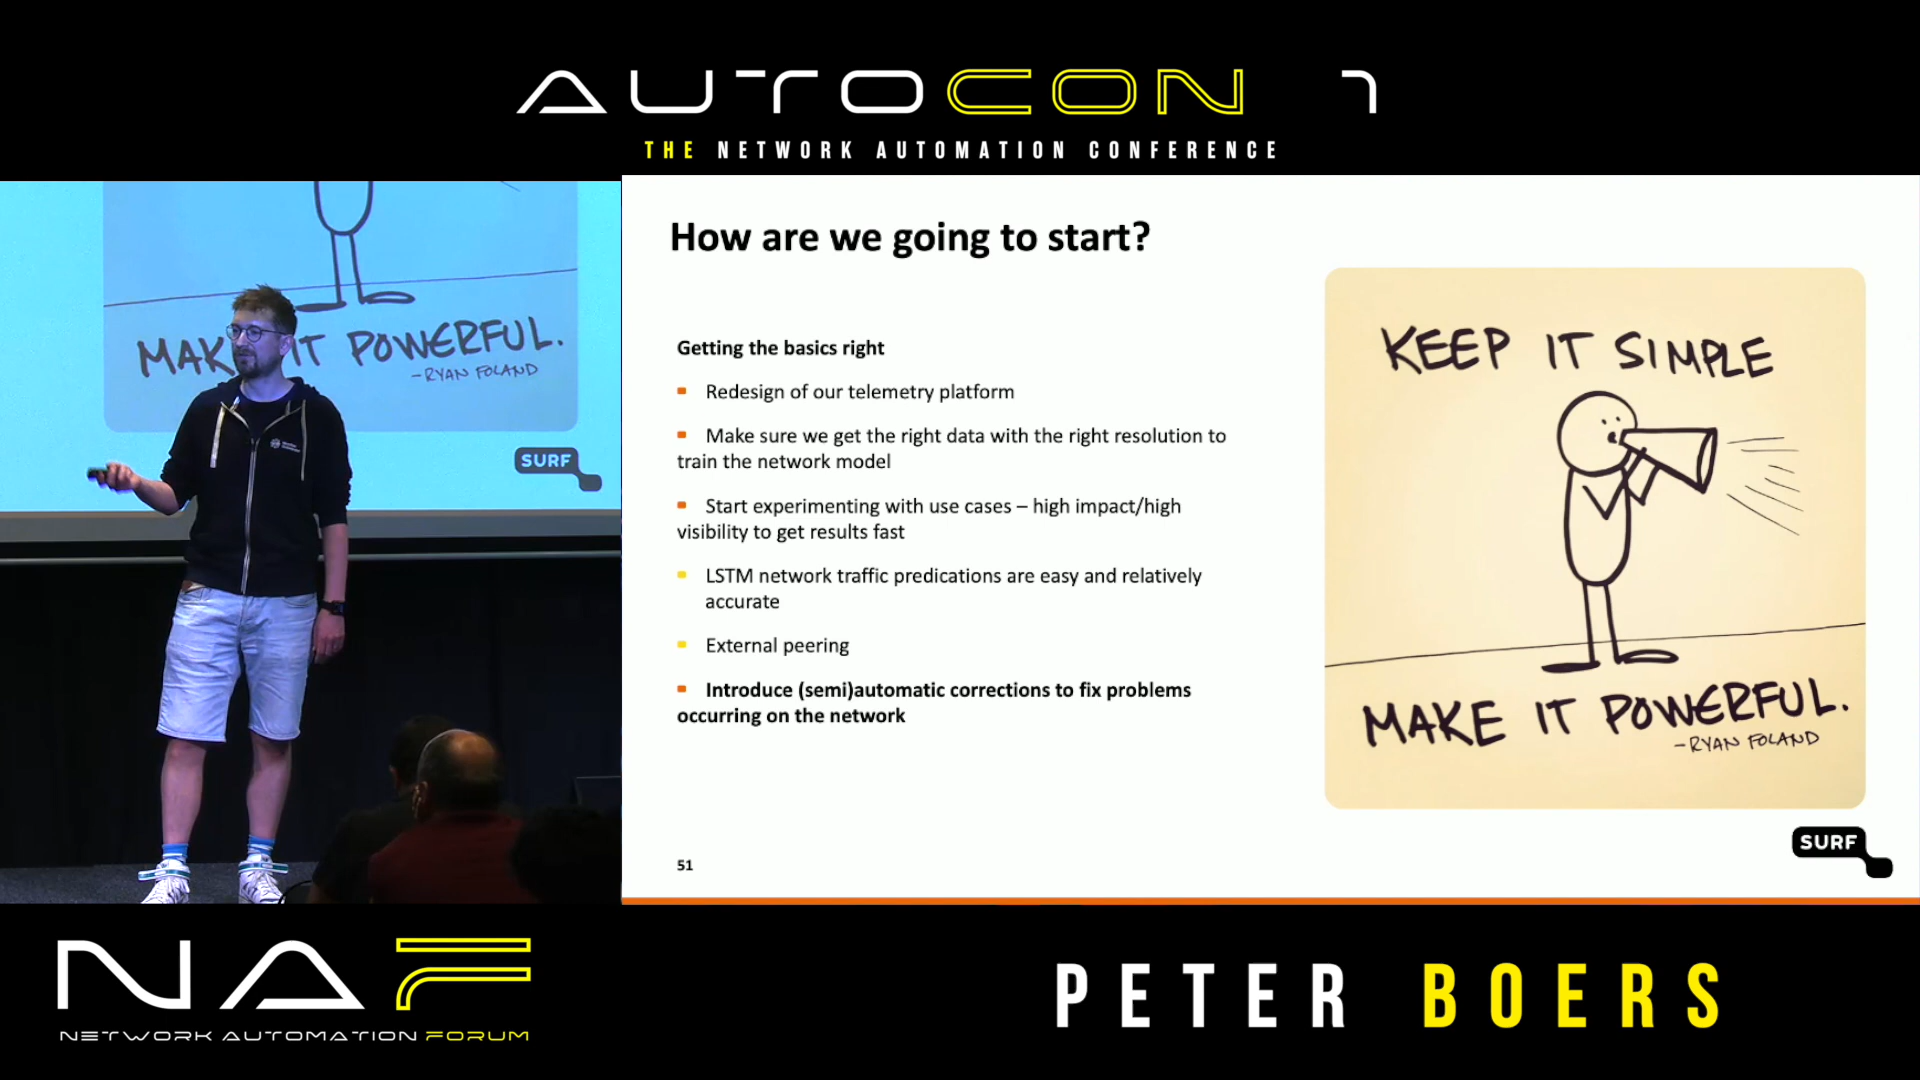 AUTOCON 1
THE NETWORK AUTOMATION CONFERENCE
MAKE IT POWERFUL.
-RYAN FOLAND
SURF
How are we going to start?
Getting the basics right
Redesign of our telemetry platform
Make sure we get the right data with the right resolution to
train the network model
Start experimenting with use cases – high impact/high
visibility to get results fast
LSTM network traffic predications are easy and relatively
accurate
External peering
Introduce (semi)automatic corrections to fix problems
occurring on the network
51
KEEP IT SIMPLE
MAKE IT POWERFUL.
-RYAN FOLAND
SURF
NAF
NETWORK AUTOMATION FORUM
PETER BOERS